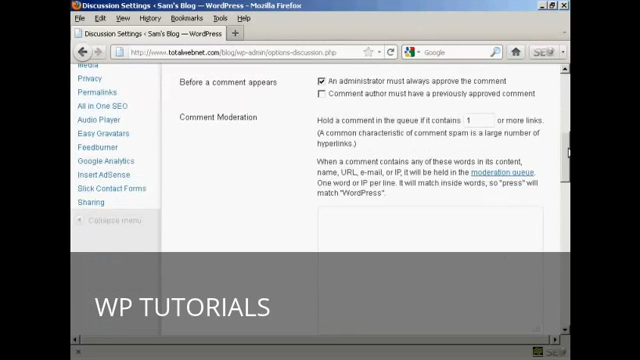 Discussion Settings ‹ Sam's Blog — WordPress - Mozilla Firefox
File Edit View History Bookmarks Tools Help
Discussion Settings ‹ Sam's Blog — WordPress
http://www.totalwebnet.com/blog/wp-admin/options-discussion.php
Google
Media
Privacy
Permalinks
All in One SEO
Audio Player
Easy Gravatars
Feedburner
Google Analytics
Insert AdSense
Slick Contact Forms
Sharing
Collapse menu
Before a comment appears
An administrator must always approve the comment
Comment author must have a previously approved comment
Comment Moderation
Hold a comment in the queue if it contains 1 or more links.
(A common characteristic of comment spam is a large number of
hyperlinks.)
When a comment contains any of these words in its content,
name, URL, e-mail, or IP, it will be held in the moderation queue.
One word or IP per line. It will match inside words, so "press" will
match "WordPress".
WP TUTORIALS